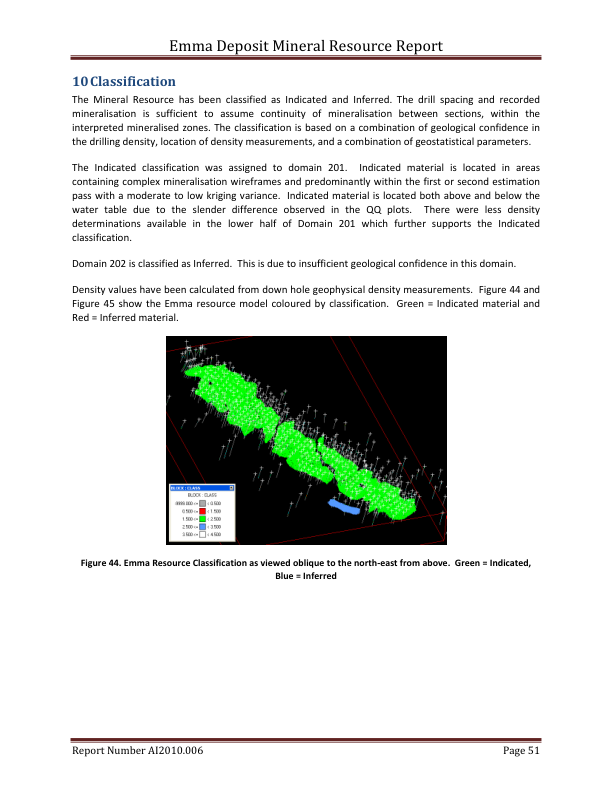 Emma Deposit Mineral Resource Report
10 Classification
The Mineral Resource has been classified as Indicated and Inferred. The drill spacing and recorded
mineralisation is sufficient to assume continuity of mineralisation between sections, within the
interpreted mineralised zones. The classification is based on a combination of geological confidence in
the drilling density, location of density measurements, and a combination of geostatistical parameters.
The Indicated classification was assigned to domain 201. Indicated material is located in areas
containing complex mineralisation wireframes and predominantly within the first or second estimation
pass with a moderate to low kriging variance. Indicated material is located both above and below the
water table due to the slender difference observed in the QQ plots. There were less density
determinations available in the lower half of Domain 201 which further supports the Indicated
classification.
Domain 202 is classified as Inferred. This is due to insufficient geological confidence in this domain.
Density values have been calculated from down hole geophysical density measurements. Figure 44 and
Figure 45 show the Emma resource model coloured by classification. Green = Indicated material and
Red = Inferred material.
BLOCK : CLASS
BLOCK : CLASS
<= < 0.500
0.500 <= < 1.500
1.500 <= < 2.500
2.500 <= < 3.500
3.500 <= < 4.500
Figure 44. Emma Resource Classification as viewed oblique to the north-east from above. Green = Indicated,
Blue = Inferred
Report Number AI2010.006 Page 51